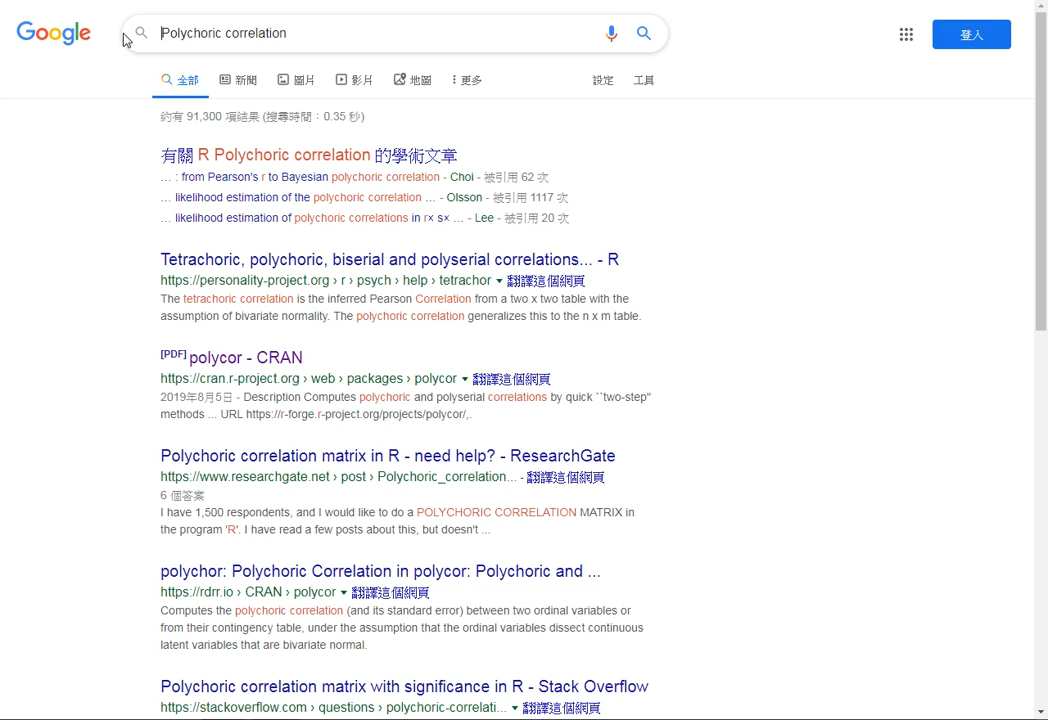 Google
Polychoric correlation
登入
全部 新聞 圖片 影片 地圖 更多 設定 工具
約有 91,300 項結果 (搜尋時間：0.35 秒)
有關 R Polychoric correlation 的學術文章
... : from Pearson's r to Bayesian polychoric correlation - Choi - 被引用 62 次
... likelihood estimation of the polychoric correlation ... - Olsson - 被引用 1117 次
... likelihood estimation of polychoric correlations in r× s× ... - Lee - 被引用 20 次
Tetrachoric, polychoric, biserial and polyserial correlations... - R
https://personality-project.org › r › psych › help › tetrachor ▾ 翻譯這個網頁
The tetrachoric correlation is the inferred Pearson Correlation from a two x two table with the
assumption of bivariate normality. The polychoric correlation generalizes this to the n x m table.
[PDF] polycor - CRAN
https://cran.r-project.org › web › packages › polycor ▾ 翻譯這個網頁
2019年8月5日 - Description Computes polychoric and polyserial correlations by quick ``two-step''
methods ... URL https://r-forge.r-project.org/projects/polycor/,.
Polychoric correlation matrix in R - need help? - ResearchGate
https://www.researchgate.net › post › Polychoric_correlation... - 翻譯這個網頁
6 個答案
I have 1,500 respondents, and I would like to do a POLYCHORIC CORRELATION MATRIX in
the program 'R'. I have read a few posts about this, but doesn't ...
polychor: Polychoric Correlation in polycor: Polychoric and ...
https://rdrr.io › CRAN › polycor ▾ 翻譯這個網頁
Computes the polychoric correlation (and its standard error) between two ordinal variables or
from their contingency table, under the assumption that the ordinal variables dissect continuous
latent variables that are bivariate normal.
Polychoric correlation matrix with significance in R - Stack Overflow
https://stackoverflow.com › questions › polychoric-correlati... ▾ 翻譯這個網頁